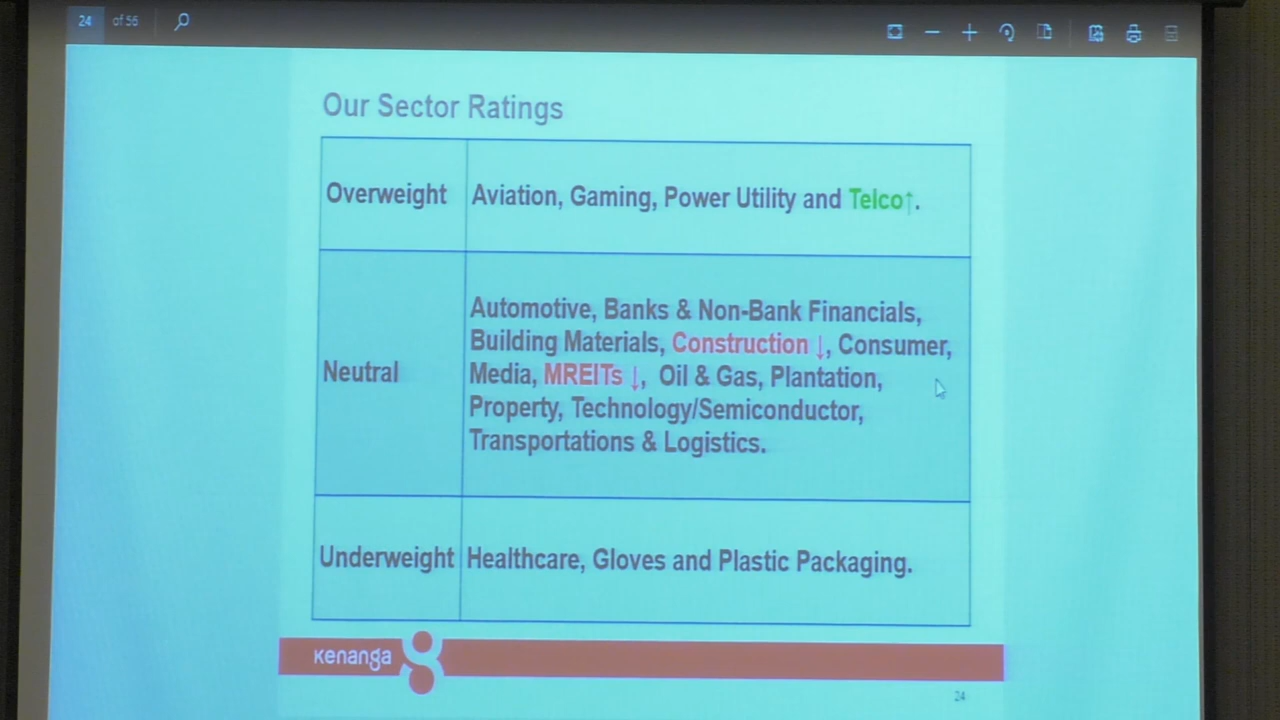 24 of 56
Our Sector Ratings
Overweight
Aviation, Gaming, Power Utility and Telco↑.
Neutral
Automotive, Banks & Non-Bank Financials,
Building Materials, Construction ↓, Consumer,
Media, MREITs ↓, Oil & Gas, Plantation,
Property, Technology/Semiconductor,
Transportations & Logistics.
Underweight
Healthcare, Gloves and Plastic Packaging.
kenanga
24